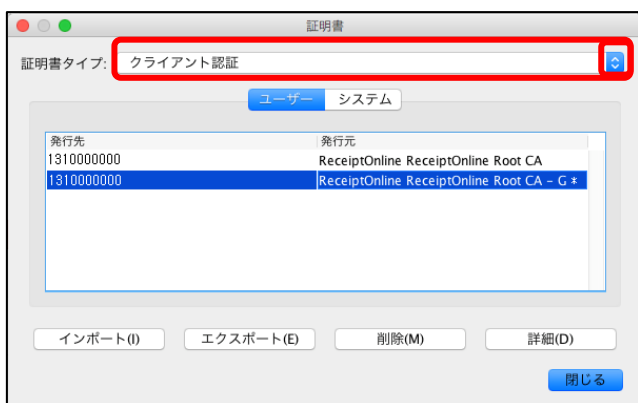 証明書
証明書タイプ: クライアント認証
ユーザー システム
発行先 発行元
1310000000 ReceiptOnline ReceiptOnline Root CA
1310000000 ReceiptOnline ReceiptOnline Root CA – G *
インポート(I) エクスポート(E) 削除(M) 詳細(D)
閉じる